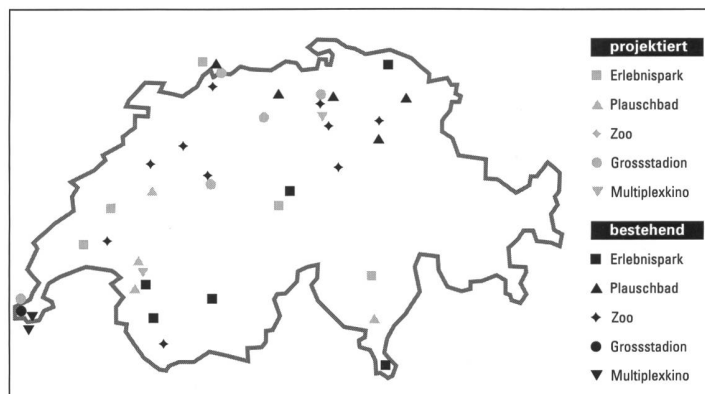 projektiert
Erlebnispark
Plauschbad
Zoo
Grossstadion
Multiplexkino
bestehend
Erlebnispark
Plauschbad
Zoo
Grossstadion
Multiplexkino